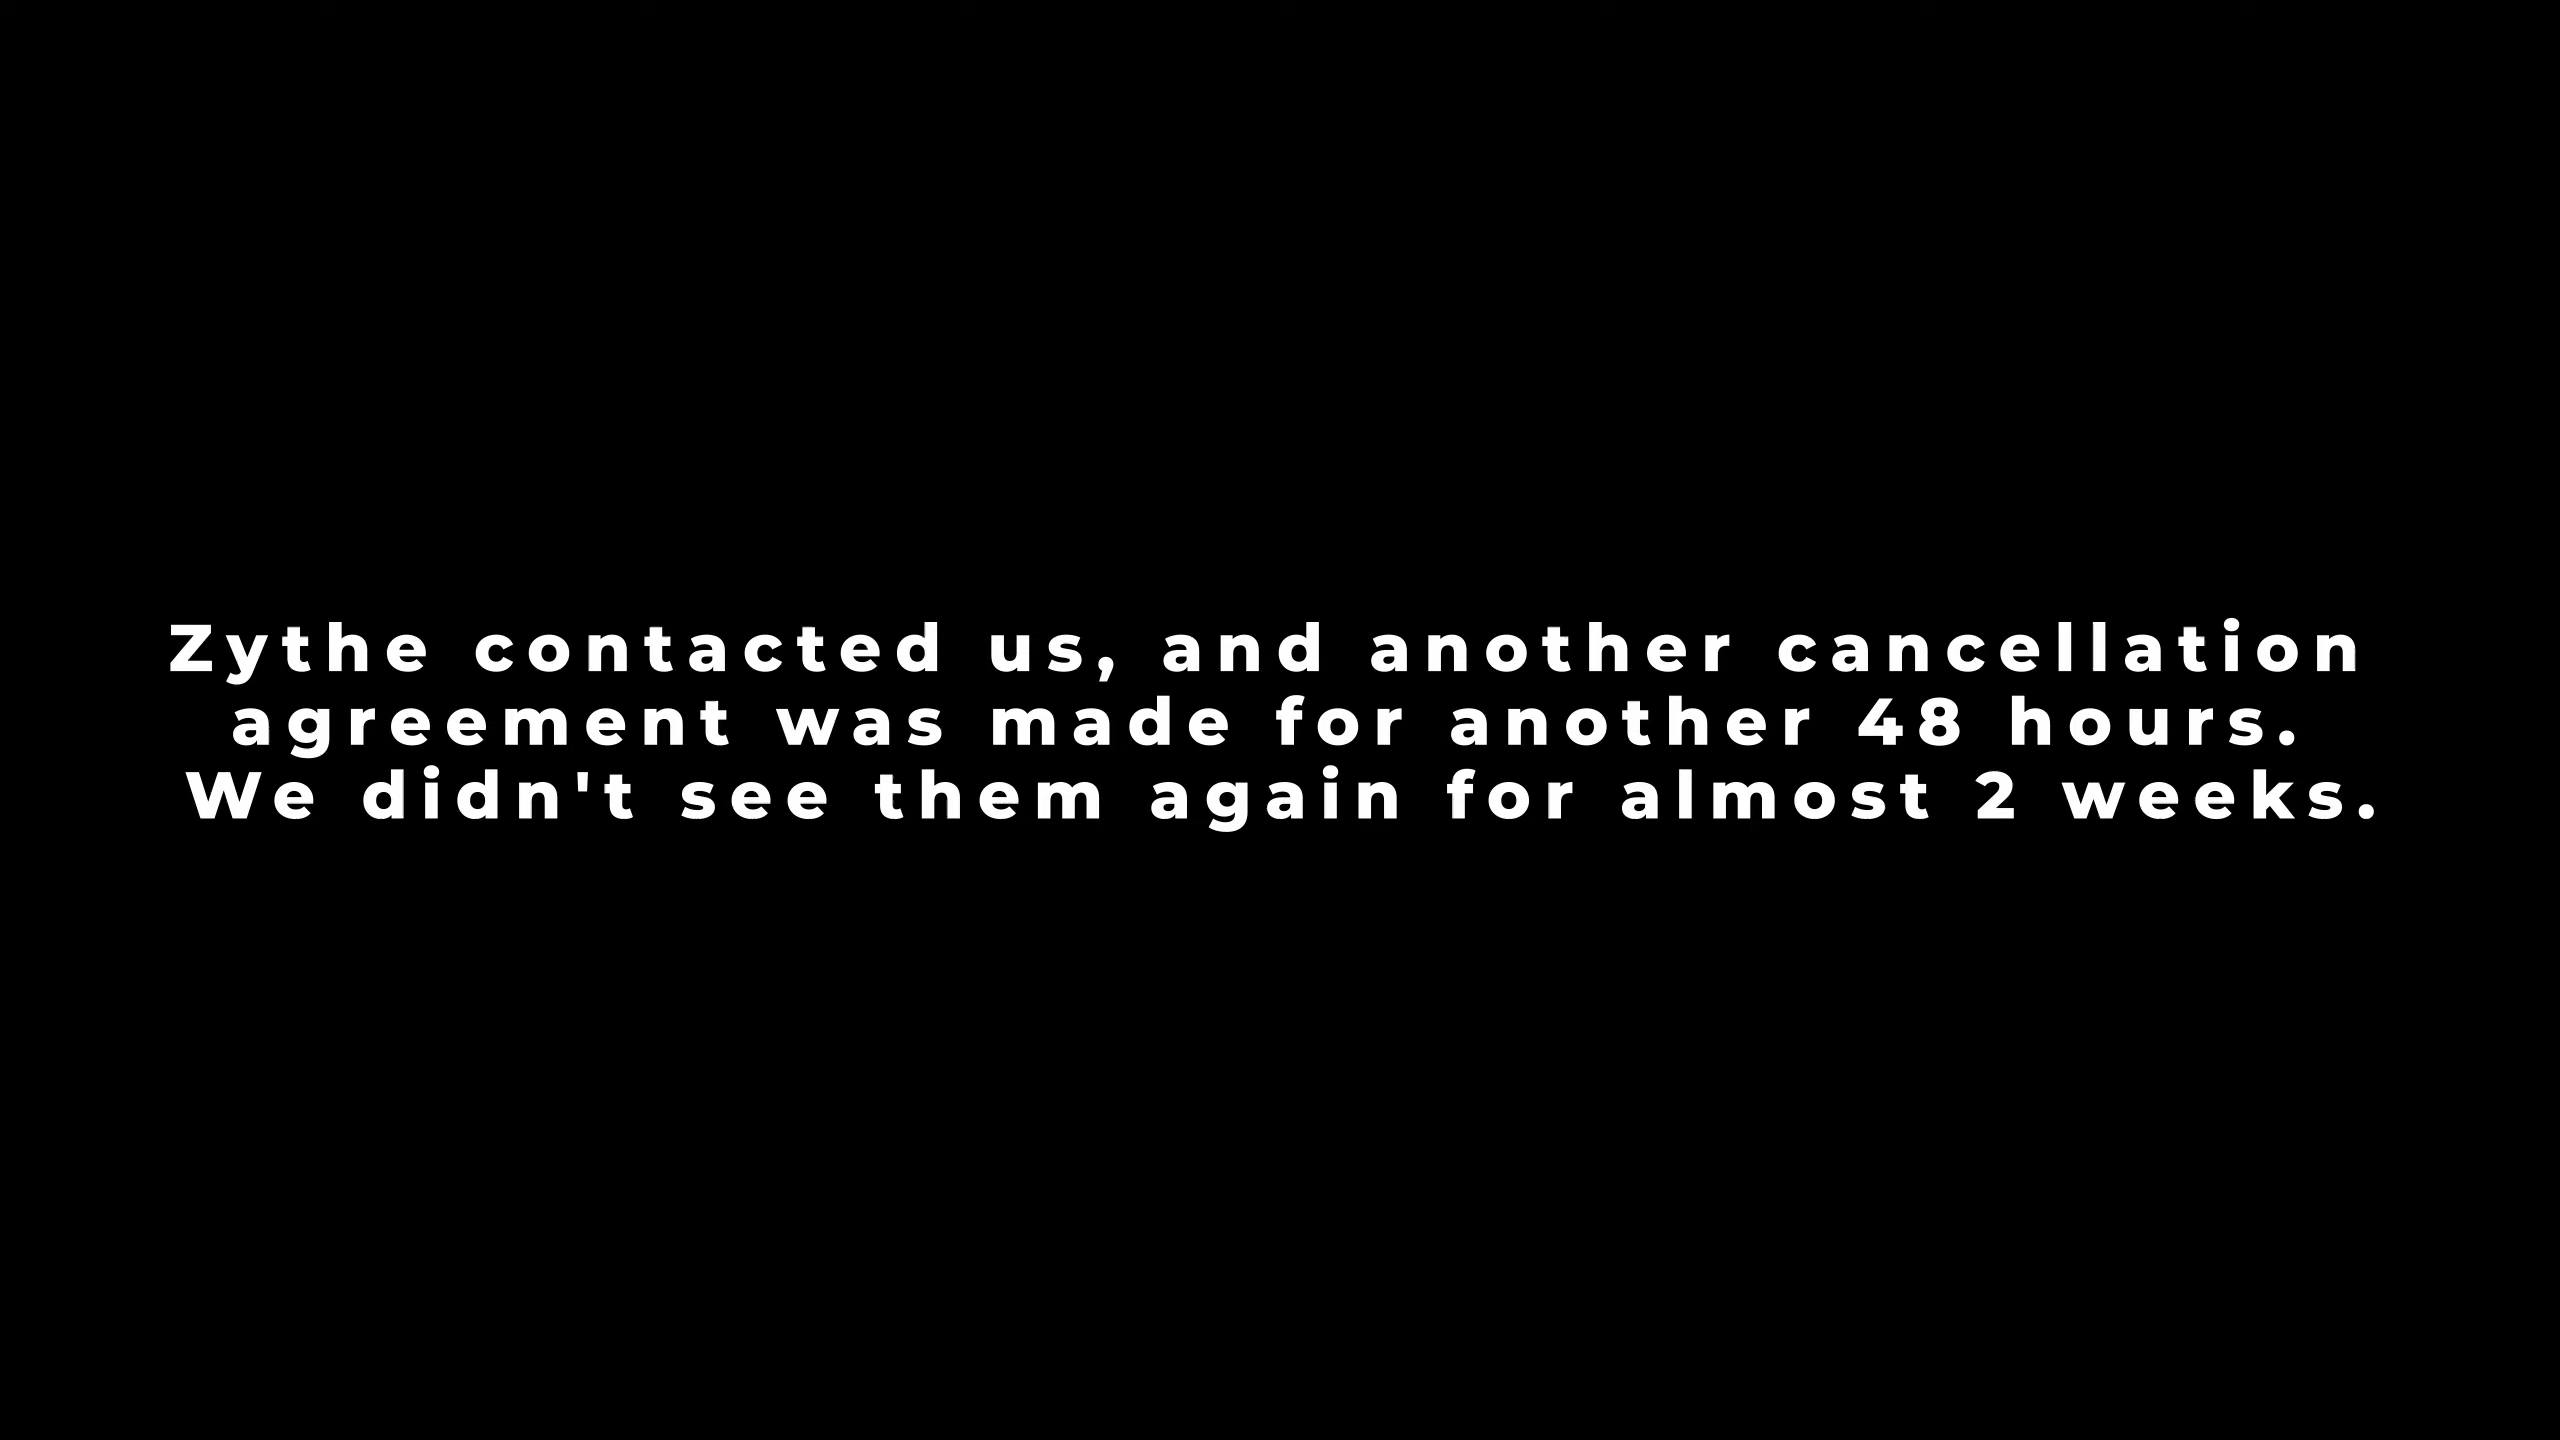 Zythe contacted us, and another cancellation
agreement was made for another 48 hours.
We didn't see them again for almost 2 weeks.